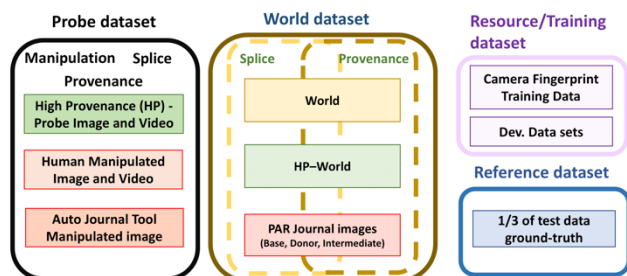 Probe dataset
Manipulation Splice
Provenance
High Provenance (HP) -
Probe Image and Video
Human Manipulated
Image and Video
Auto Journal Tool
Manipulated image
World dataset
Splice Provenance
World
HP–World
PAR Journal images
(Base, Donor, Intermediate)
Resource/Training
dataset
Camera Fingerprint
Training Data
Dev. Data sets
Reference dataset
1/3 of test data
ground-truth